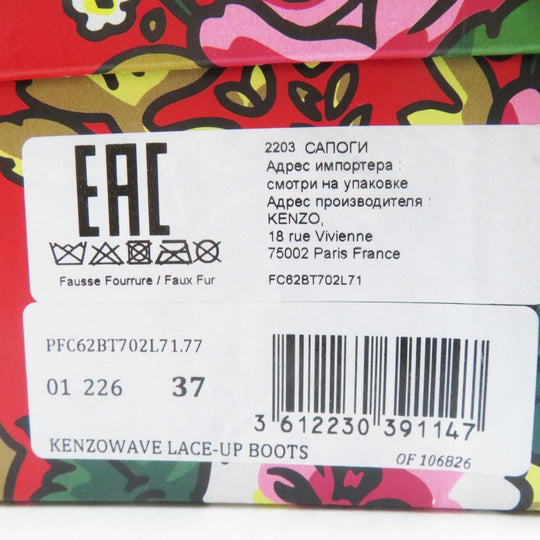 EAC
Fausse Fourrure / Faux Fur
2203 САПОГИ
Адрес импортера :
смотри на упаковке
Адрес производителя :
KENZO,
18 rue Vivienne
75002 Paris France
FC62BT702L71
PFC62BT702L71.77
01 226 37
3 612230 391147
KENZOWAVE LACE-UP BOOTS
OF 106826